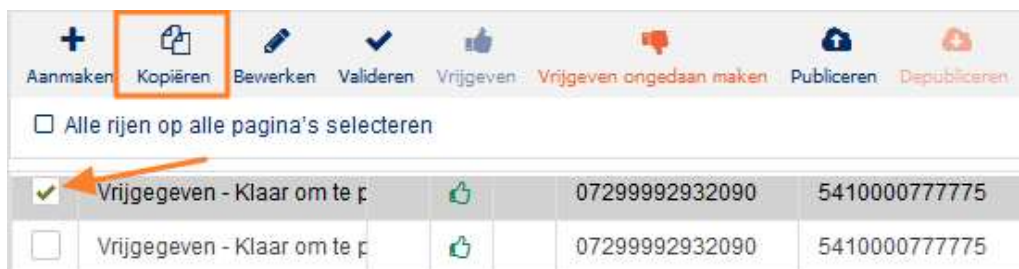 Aanmaken Kopiëren Bewerken Valideren Vrijgeven Vrijgeven ongedaan maken Publiceren Depubliceren
Alle rijen op alle pagina's selecteren
Vrijgegeven - Klaar om te p 07299992932090 5410000777775
Vrijgegeven - Klaar om te p 07299992932090 5410000777775